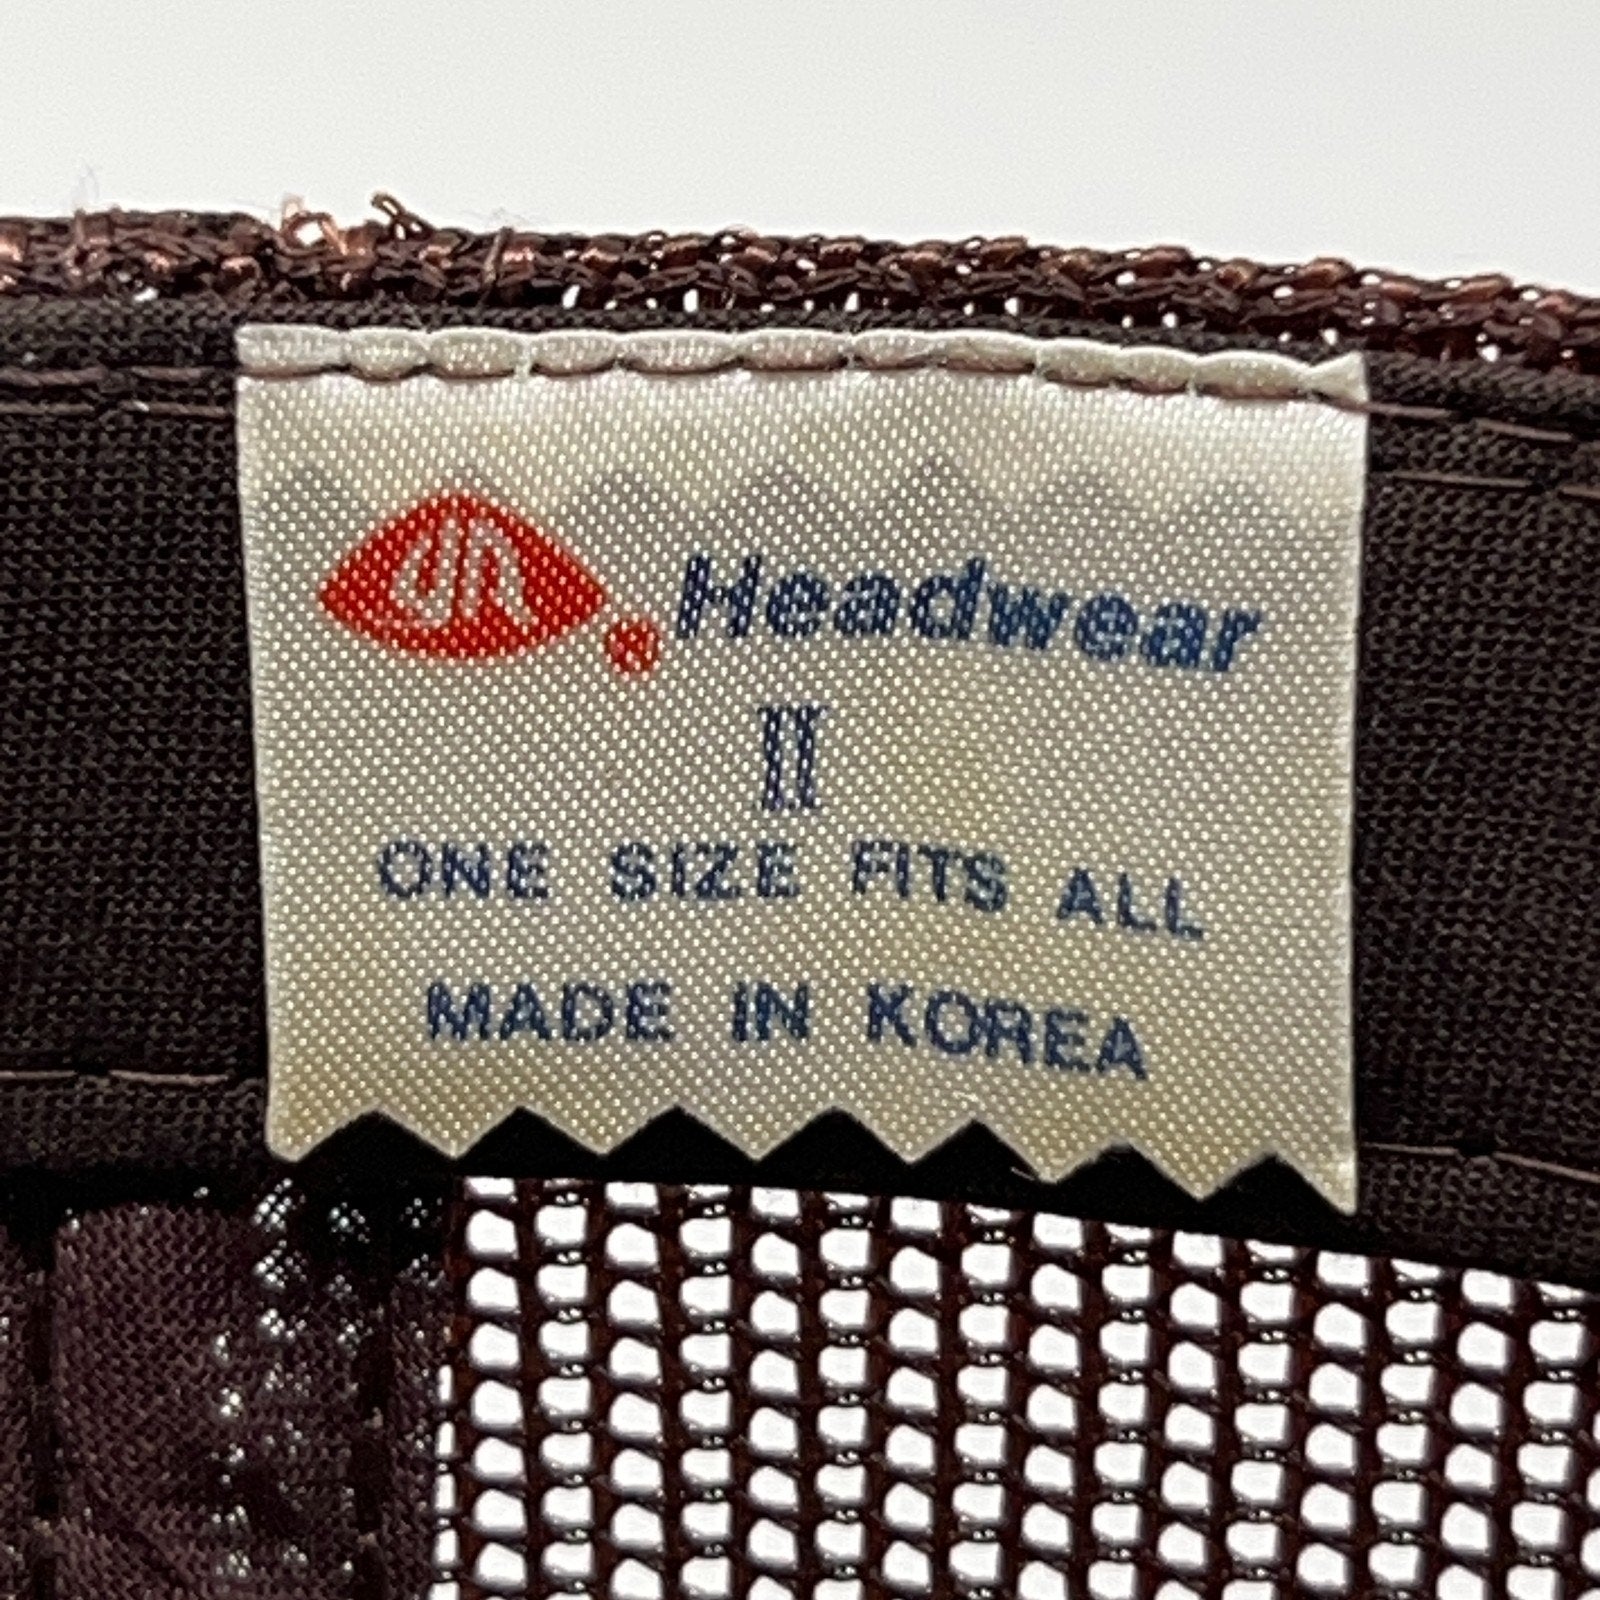 ® Headwear
II
ONE SIZE FITS ALL
MADE IN KOREA